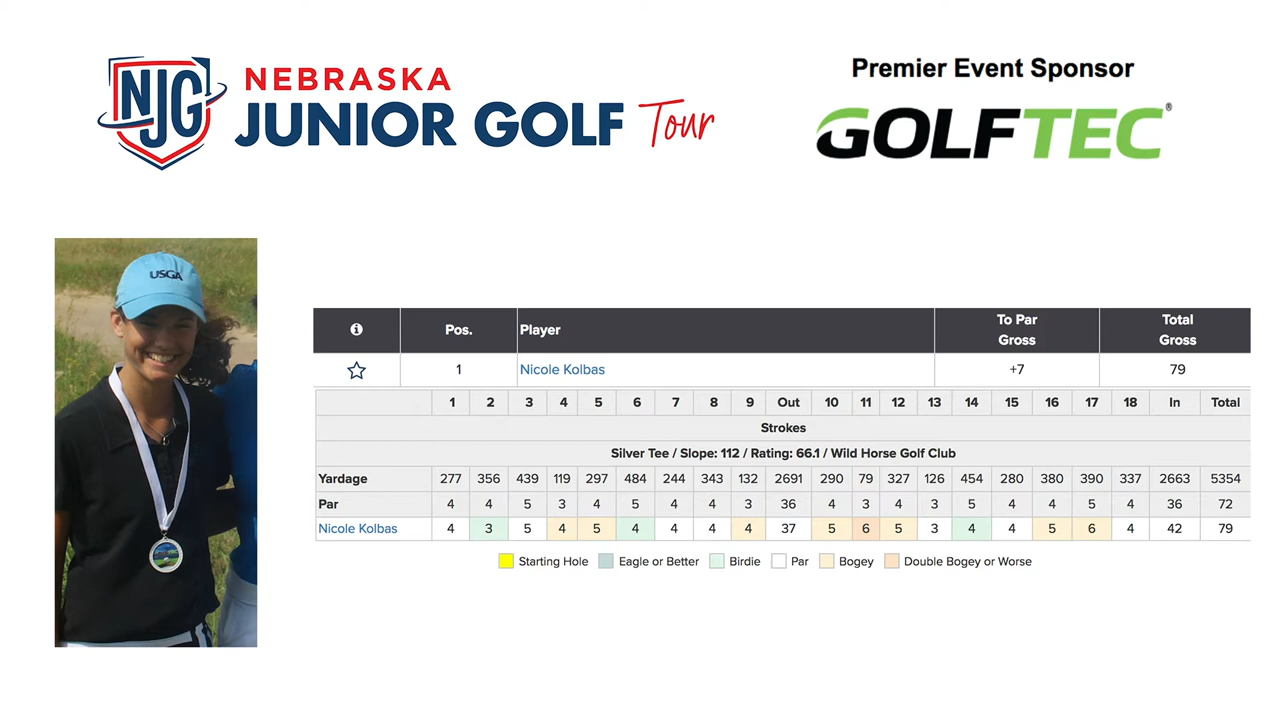 NJG
NEBRASKA
JUNIOR GOLF Tour
Premier Event Sponsor
GOLFTEC®
USGA
Pos. Player To Par Gross Total Gross
1 Nicole Kolbas +7 79
1 2 3 4 5 6 7 8 9 Out 10 11 12 13 14 15 16 17 18 In Total
Strokes
Silver Tee / Slope: 112 / Rating: 66.1 / Wild Horse Golf Club
Yardage 277 356 439 119 297 484 244 343 132 2691 290 79 327 126 454 280 380 390 337 2663 5354
Par 4 4 5 3 4 5 4 4 3 36 4 3 4 3 5 4 4 5 4 36 72
Nicole Kolbas 4 3 5 4 5 4 4 4 4 37 5 6 5 3 4 4 5 6 4 42 79
Starting Hole Eagle or Better Birdie Par Bogey Double Bogey or Worse